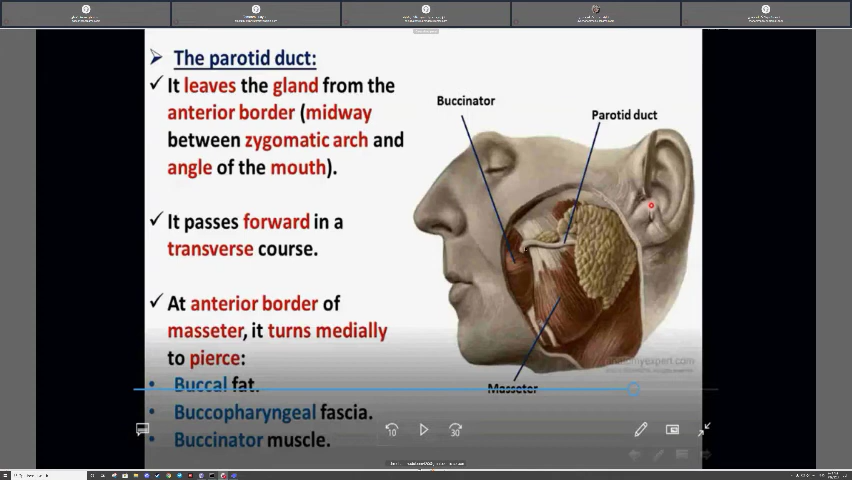 The parotid duct:
It leaves the gland from the
anterior border (midway
between zygomatic arch and
angle of the mouth).
It passes forward in a
transverse course.
At anterior border of
masseter, it turns medially
to pierce:
Buccal fat.
Buccopharyngeal fascia.
Buccinator muscle.
Buccinator
Parotid duct
Masseter
anatomyexpert.com
10
30